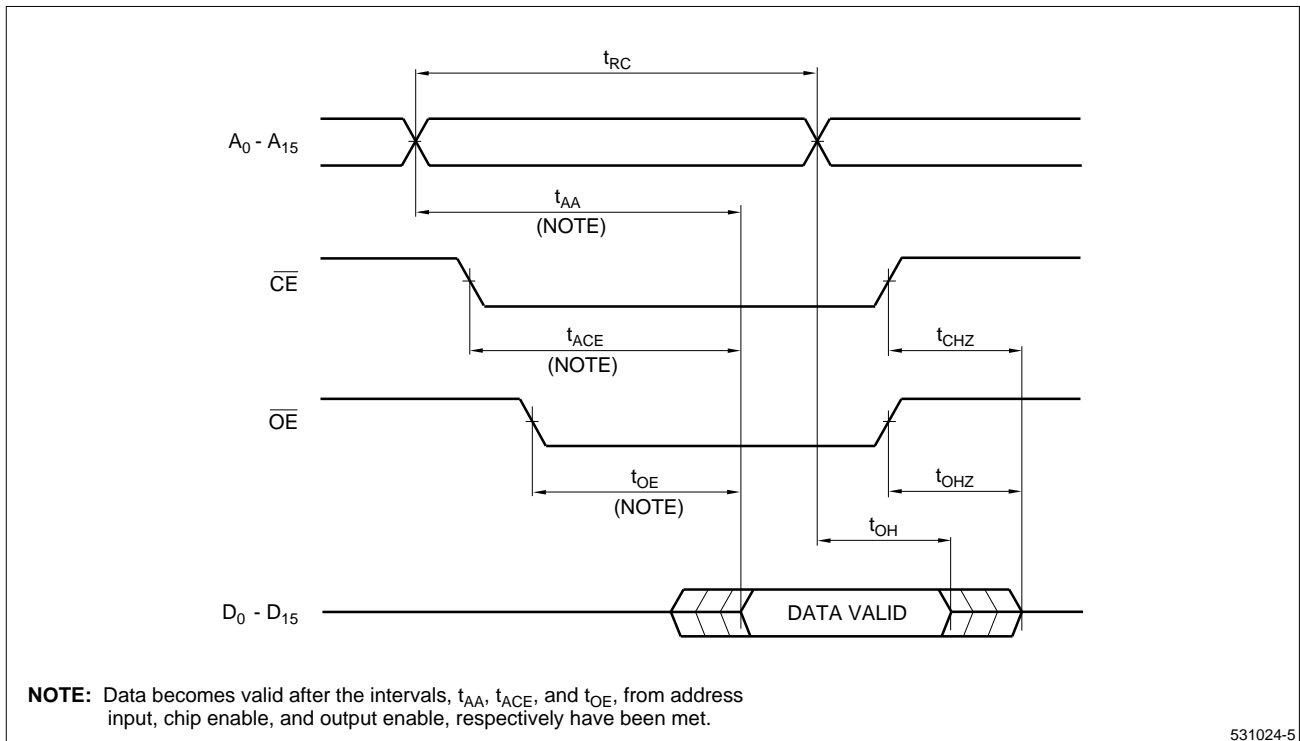 tRC
A0 - A15
tAA
(NOTE)
CE
tACE
(NOTE)
tCHZ
OE
tOE
(NOTE)
tOHZ
tOH
D0 - D15
DATA VALID
NOTE: Data becomes valid after the intervals, tAA, tACE, and tOE, from address
input, chip enable, and output enable, respectively have been met.
531024-5